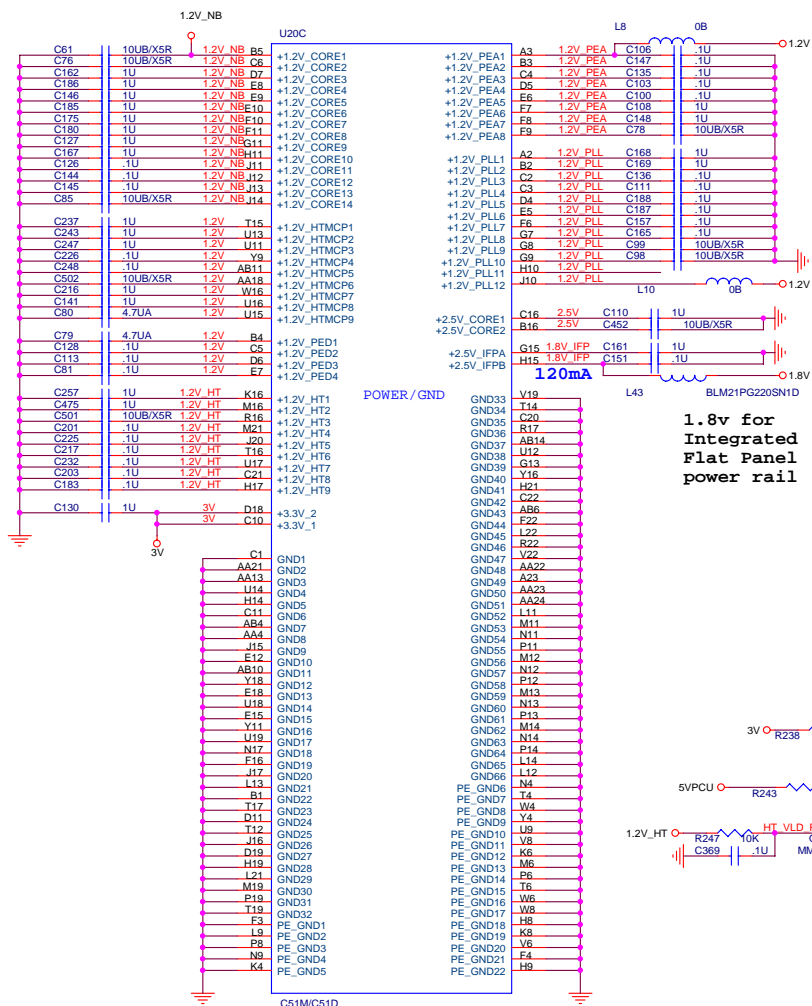 1.2V_NB
U20C
L8 0B
1.2V
C61 10UB/X5R 1.2V_NB B5 +1.2V_CORE1
C76 10UB/X5R 1.2V_NB C6 +1.2V_CORE2
C162 1U 1.2V_NB D7 +1.2V_CORE3
C186 1U 1.2V_NB E8 +1.2V_CORE4
C146 1U 1.2V_NB E9 +1.2V_CORE5
C185 1U 1.2V_NB E10 +1.2V_CORE6
C175 1U 1.2V_NB F10 +1.2V_CORE7
C180 1U 1.2V_NB F11 +1.2V_CORE8
C127 1U 1.2V_NB G11 +1.2V_CORE9
C167 1U 1.2V_NB H11 +1.2V_CORE10
C126 .1U 1.2V_NB J11 +1.2V_CORE11
C144 .1U 1.2V_NB J12 +1.2V_CORE12
C145 .1U 1.2V_NB J13 +1.2V_CORE13
C85 10UB/X5R 1.2V_NB J14 +1.2V_CORE14
C237 1U 1.2V T15 +1.2V_HTMCP1
C243 1U 1.2V U13 +1.2V_HTMCP2
C247 1U 1.2V U11 +1.2V_HTMCP3
C226 .1U 1.2V Y9 +1.2V_HTMCP4
C248 .1U 1.2V AB11 +1.2V_HTMCP5
C502 10UB/X5R 1.2V AA18 +1.2V_HTMCP6
C216 1U 1.2V W16 +1.2V_HTMCP7
C141 1U 1.2V U16 +1.2V_HTMCP8
C80 4.7UA 1.2V U15 +1.2V_HTMCP9
C79 4.7UA 1.2V B4 +1.2V_PED1
C128 .1U 1.2V C5 +1.2V_PED2
C113 .1U 1.2V D6 +1.2V_PED3
C81 .1U 1.2V E7 +1.2V_PED4
C257 1U 1.2V_HT K16 +1.2V_HT1
C475 1U 1.2V_HT M16 +1.2V_HT2
C501 10UB/X5R 1.2V_HT R16 +1.2V_HT3
C201 .1U 1.2V_HT M21 +1.2V_HT4
C225 .1U 1.2V_HT J20 +1.2V_HT5
C217 .1U 1.2V_HT T16 +1.2V_HT6
C232 .1U 1.2V_HT U17 +1.2V_HT7
C203 .1U 1.2V_HT C21 +1.2V_HT8
C183 .1U 1.2V_HT H17 +1.2V_HT9
C130 1U 3V D18 +3.3V_2
3V C10 +3.3V_1
3V
C1 GND1
AA21 GND2
AA13 GND3
U14 GND4
H14 GND5
C11 GND6
AB4 GND7
AA4 GND8
J15 GND9
E12 GND10
AB10 GND11
Y18 GND12
E18 GND13
U18 GND14
E15 GND15
Y11 GND16
U19 GND17
N17 GND18
F16 GND19
J17 GND20
L13 GND21
B1 GND22
T17 GND23
D11 GND24
T12 GND25
J16 GND26
D19 GND27
H19 GND28
L21 GND29
M19 GND30
P19 GND31
T19 GND32
F3 PE_GND1
L9 PE_GND2
P8 PE_GND3
N9 PE_GND4
K4 PE_GND5
C51M/C51D
POWER/GND
+1.2V_PEA1 A3 1.2V_PEA C106 .1U
+1.2V_PEA2 B3 1.2V_PEA C147 .1U
+1.2V_PEA3 C4 1.2V_PEA C135 .1U
+1.2V_PEA4 D5 1.2V_PEA C103 .1U
+1.2V_PEA5 E6 1.2V_PEA C100 .1U
+1.2V_PEA6 F7 1.2V_PEA C108 1U
+1.2V_PEA7 F8 1.2V_PEA C148 1U
+1.2V_PEA8 F9 1.2V_PEA C78 10UB/X5R
+1.2V_PLL1 A2 1.2V_PLL C168 1U
+1.2V_PLL2 B2 1.2V_PLL C169 1U
+1.2V_PLL3 C2 1.2V_PLL C136 .1U
+1.2V_PLL4 C3 1.2V_PLL C111 .1U
+1.2V_PLL5 D4 1.2V_PLL C188 .1U
+1.2V_PLL6 E5 1.2V_PLL C187 .1U
+1.2V_PLL7 F6 1.2V_PLL C157 .1U
+1.2V_PLL8 G7 1.2V_PLL C165 .1U
+1.2V_PLL9 G8 1.2V_PLL C99 10UB/X5R
+1.2V_PLL10 G9 1.2V_PLL C98 10UB/X5R
+1.2V_PLL11 H10 1.2V_PLL
+1.2V_PLL12 J10 1.2V_PLL
L10 0B
1.2V
+2.5V_CORE1 C16 2.5V C110 1U
+2.5V_CORE2 B16 2.5V C452 10UB/X5R
+2.5V_IFPA G15 1.8V_IFP C161 1U
+2.5V_IFPB H15 1.8V_IFP C151 .1U
120mA
1.8V
L43 BLM21PG220SN1D
1.8v for
Integrated
Flat Panel
power rail
GND33 V19
GND34 T14
GND35 C20
GND36 R17
GND37 AB14
GND38 U12
GND39 G13
GND40 Y16
GND41 H21
GND42 C22
GND43 AB6
GND44 F22
GND45 L22
GND46 R22
GND47 V22
GND48 AA22
GND49 A23
GND50 AA23
GND51 AA24
GND52 L11
GND53 M11
GND54 N11
GND55 P11
GND56 M12
GND57 N12
GND58 P12
GND59 M13
GND60 N13
GND61 P13
GND62 M14
GND63 N14
GND64 P14
GND65 L14
GND66 L12
PE_GND6 N4
PE_GND7 T4
PE_GND8 W4
PE_GND9 Y4
PE_GND10 U9
PE_GND11 V8
PE_GND12 K6
PE_GND13 M6
PE_GND14 P6
PE_GND15 T6
PE_GND16 W6
PE_GND17 W8
PE_GND18 H8
PE_GND19 K8
PE_GND20 V6
PE_GND21 F4
PE_GND22 H9
3V
R238
5VPCU
R243
1.2V_HT
R247 10K HT_VLD
C369 .1U